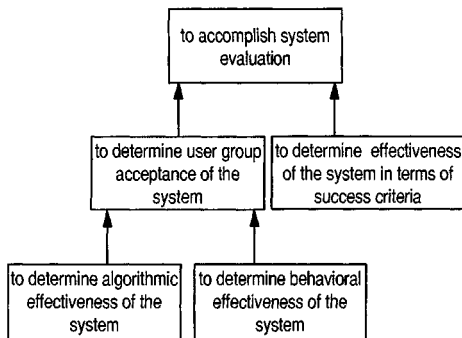 to accomplish system
evaluation
to determine user group
acceptance of the
system
to determine effectiveness
of the system in terms of
success criteria
to determine algorithmic
effectiveness of the
system
to determine behavioral
effectiveness of the
system